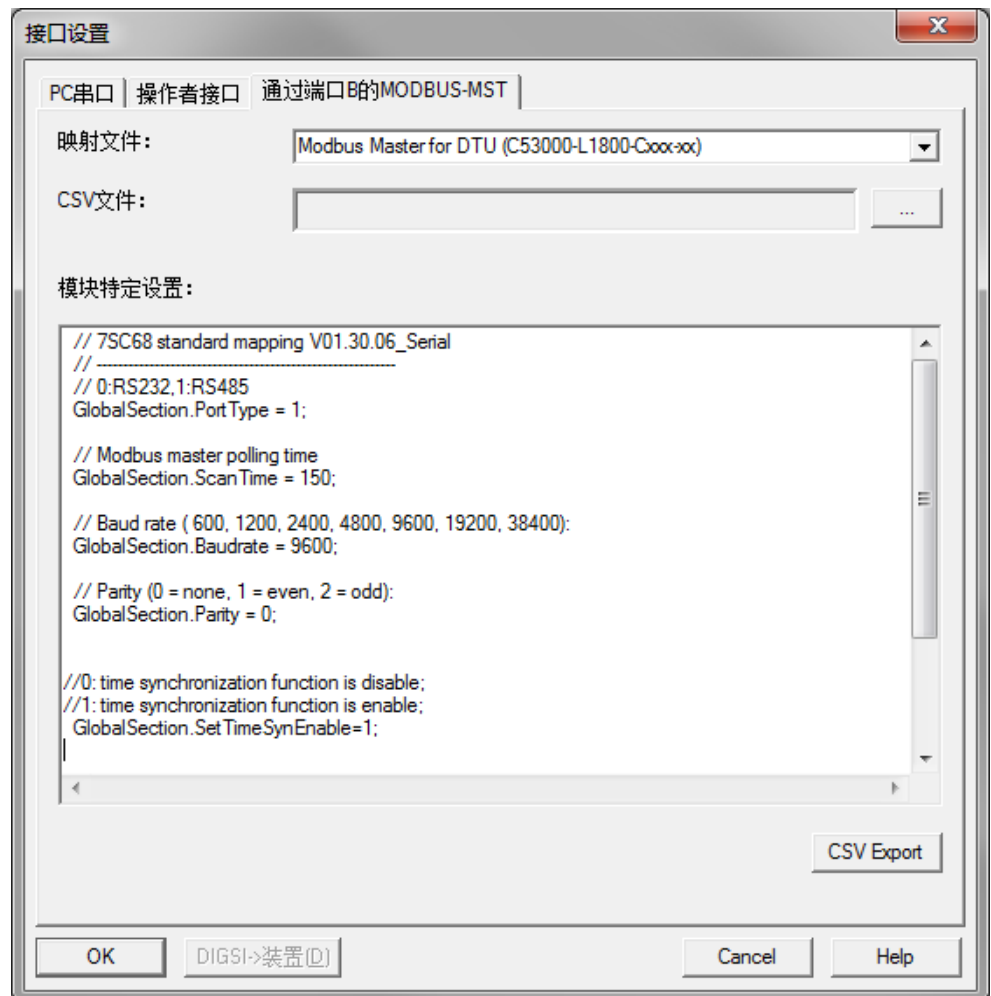 接口设置
PC串口 操作者接口 通过端口B的MODBUS-MST
映射文件： Modbus Master for DTU (C53000-L1800-Cxxx-xx)
CSV文件： ...
模块特定设置：
// 7SC68 standard mapping V01.30.06_Serial
// --------------------------------------------------------
// 0:RS232,1:RS485
GlobalSection.PortType = 1;
// Modbus master polling time
GlobalSection.ScanTime = 150;
// Baud rate ( 600, 1200, 2400, 4800, 9600, 19200, 38400):
GlobalSection.Baudrate = 9600;
// Parity (0 = none, 1 = even, 2 = odd):
GlobalSection.Parity = 0;
//0: time synchronization function is disable;
//1: time synchronization function is enable;
GlobalSection.SetTimeSynEnable=1;
CSV Export
OK DIGSI->装置(D) Cancel Help